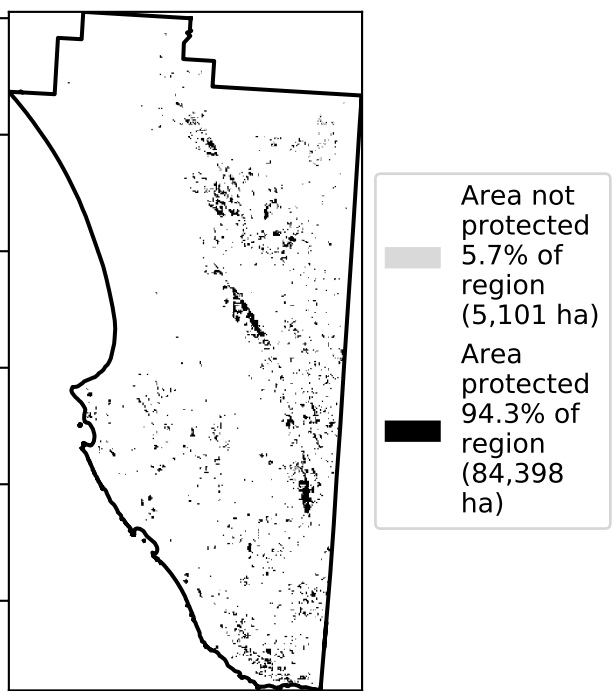 Area not
protected
5.7% of
region
(5,101 ha)
Area
protected
94.3% of
region
(84,398
ha)